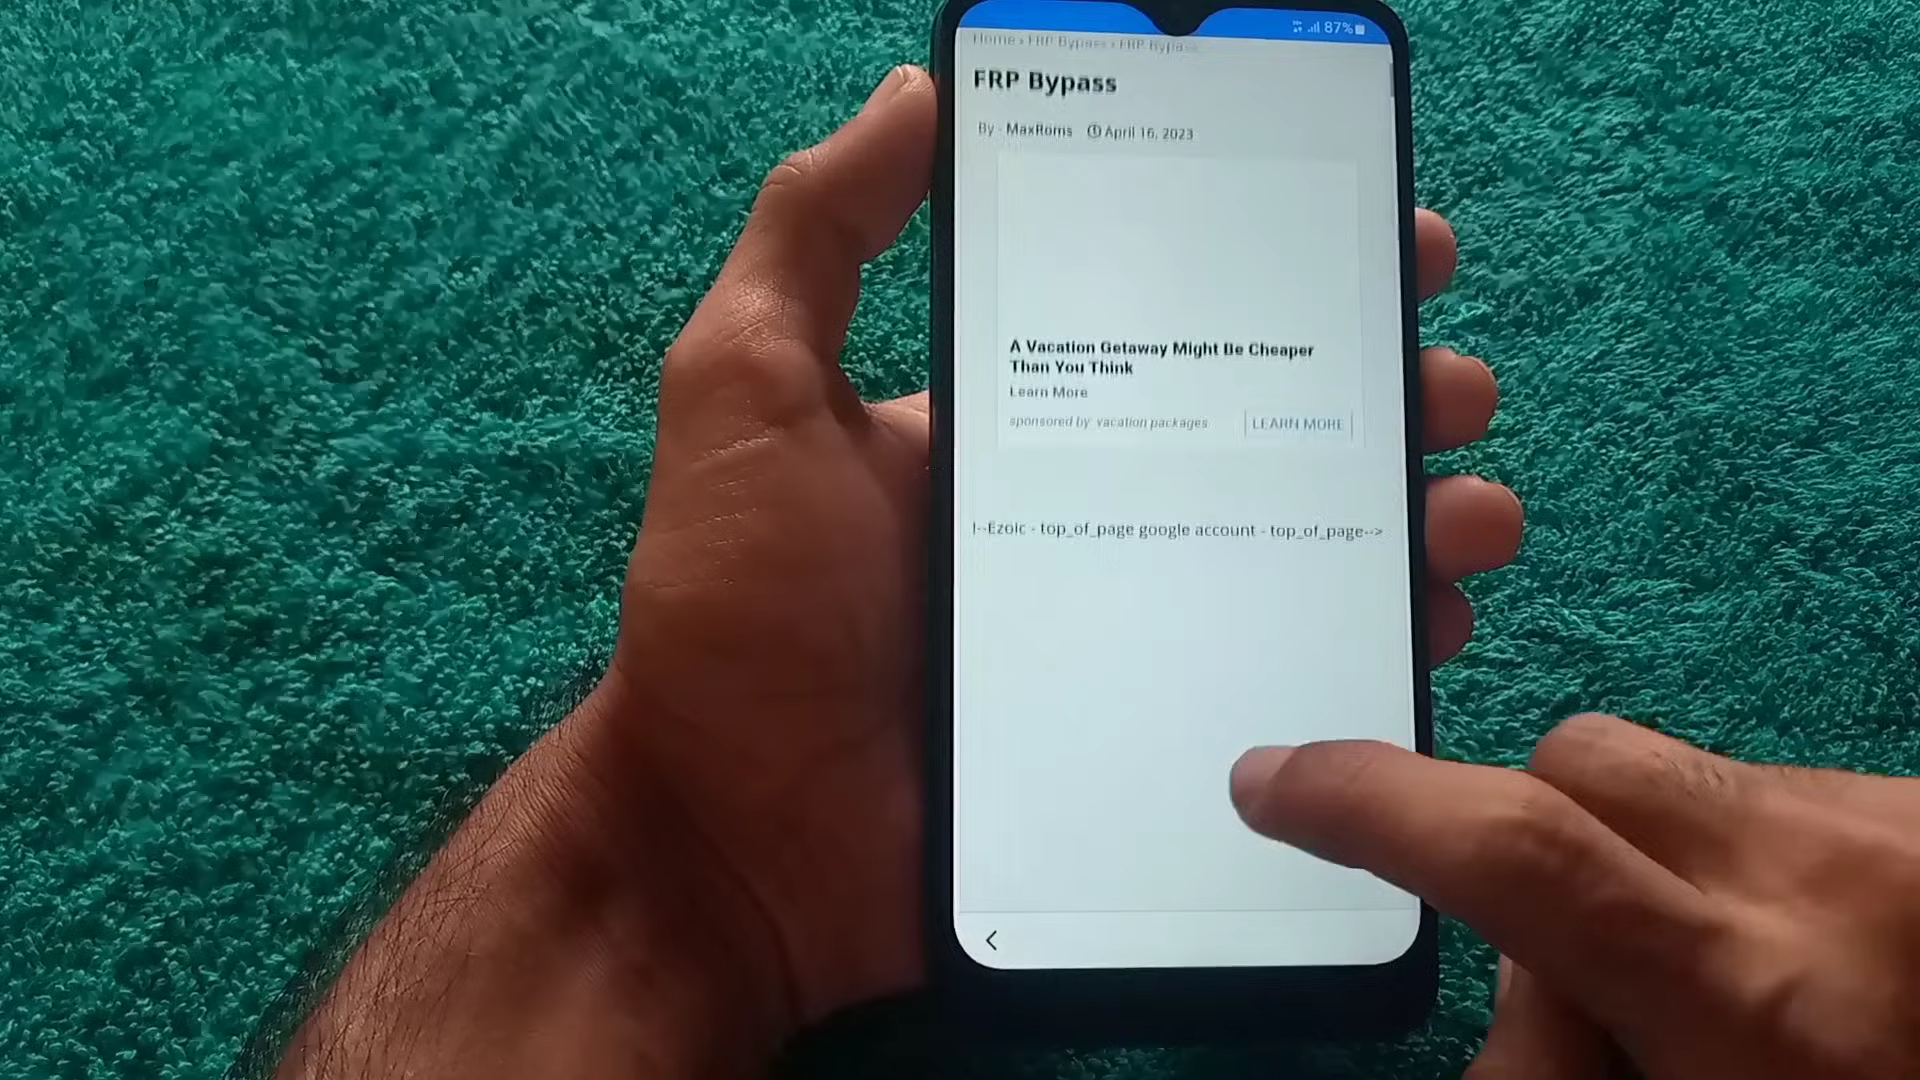 87%
Home › FRP Bypass › FRP Bypass
FRP Bypass
By - MaxRoms April 16, 2023
A Vacation Getaway Might Be Cheaper
Than You Think
Learn More
sponsored by: vacation packages LEARN MORE
!--Ezoic - top_of_page google account - top_of_page-->